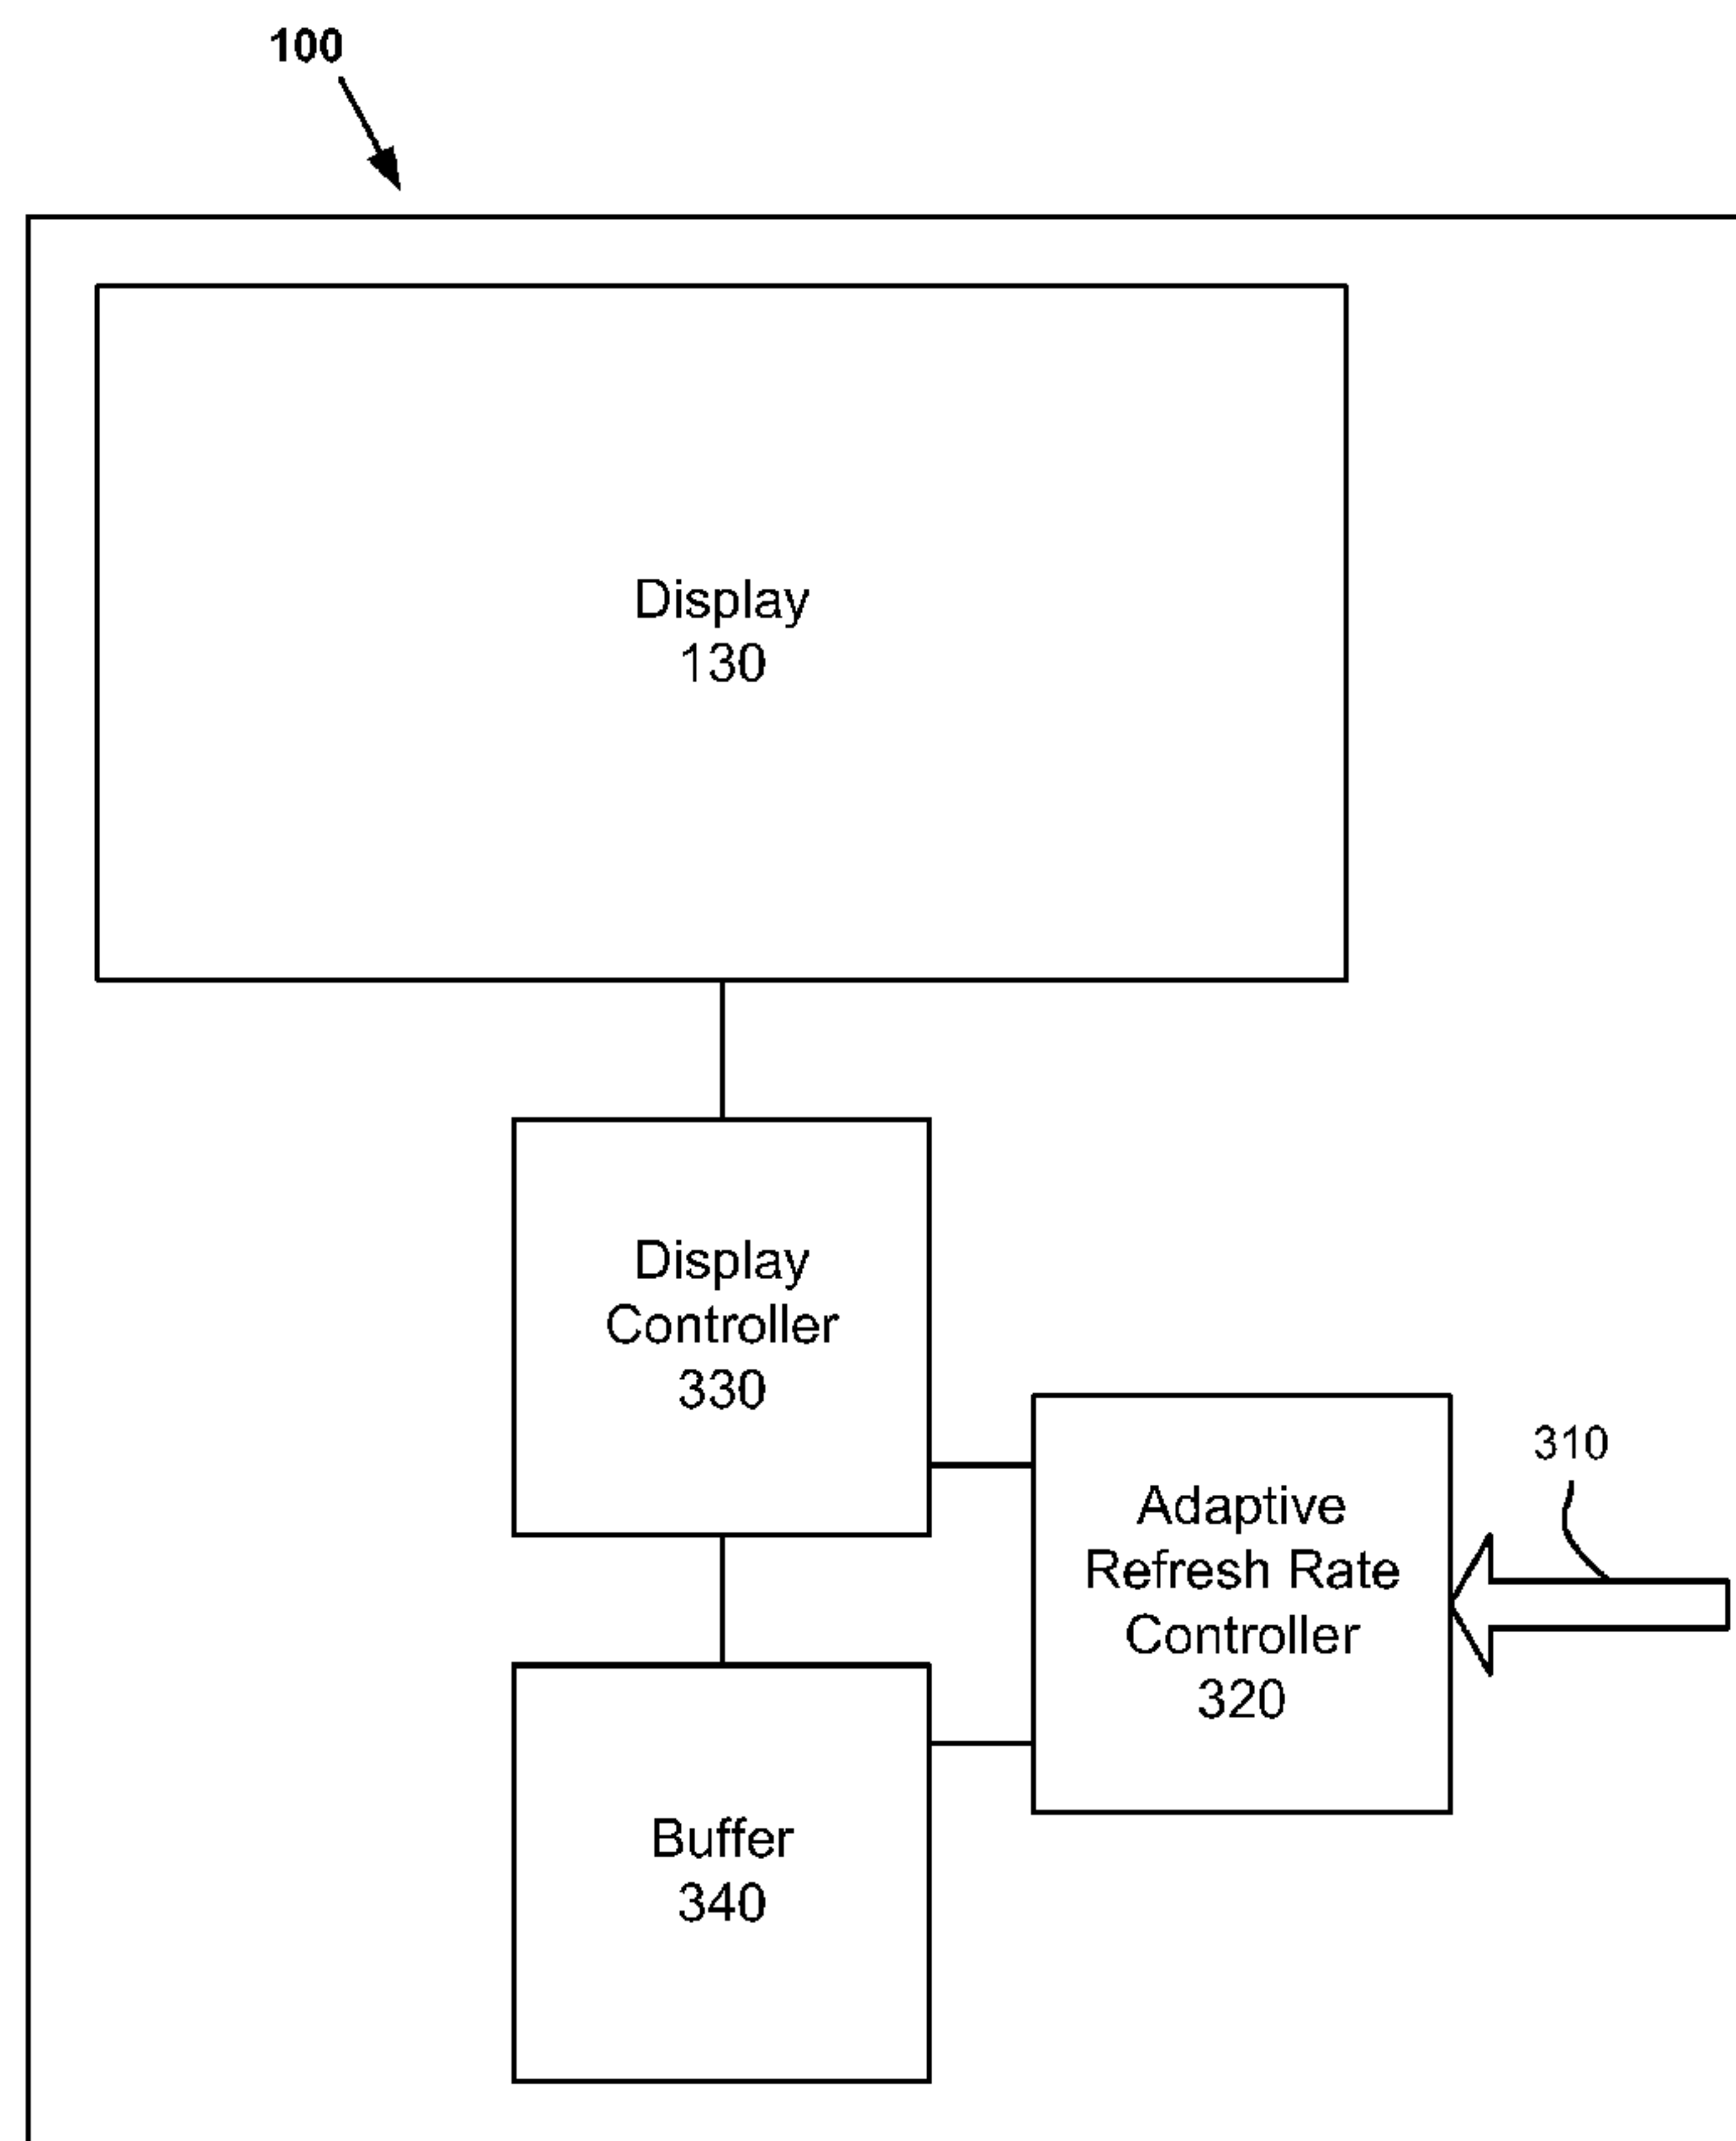 100
Display
130
Display
Controller
330
310
Adaptive
Refresh Rate
Controller
320
Buffer
340